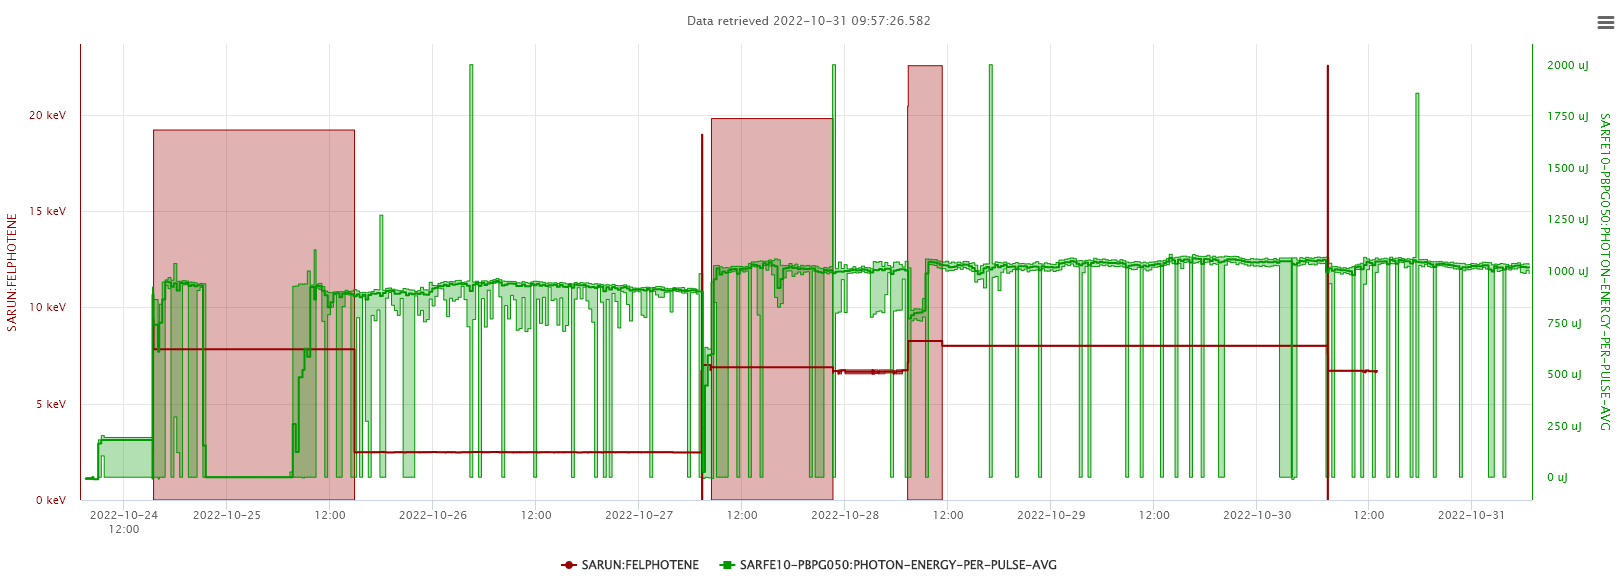 Data retrieved 2022-10-31 09:57:26.582
SARUN:FELPHOTENE
20 keV
15 keV
10 keV
5 keV
0 keV
2000 uJ
1750 uJ
1500 uJ
1250 uJ
1000 uJ
750 uJ
500 uJ
250 uJ
0 uJ
SARFE10-PBPG050:PHOTON-ENERGY-PER-PULSE-AVG
2022-10-24
12:00
2022-10-25
12:00
2022-10-26
12:00
2022-10-27
12:00
2022-10-28
12:00
2022-10-29
12:00
2022-10-30
12:00
2022-10-31
SARUN:FELPHOTENE
SARFE10-PBPG050:PHOTON-ENERGY-PER-PULSE-AVG